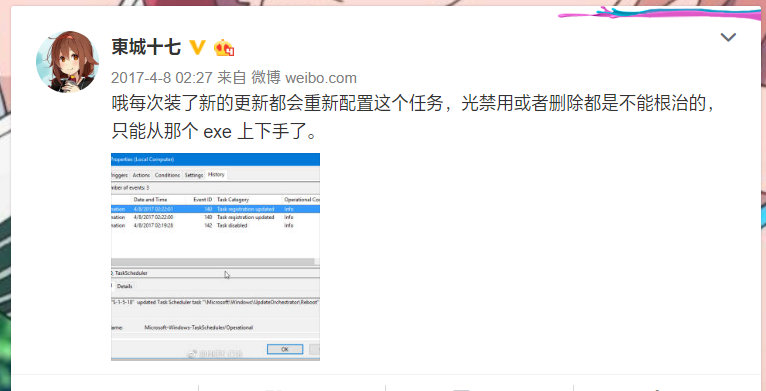 東城十七
2017-4-8 02:27 来自 微博 weibo.com
哦每次装了新的更新都会重新配置这个任务，光禁用或者删除都是不能根治的，
只能从那个 exe 上下手了。
Properties (Local Computer)
riggers Actions Conditions Settings History
mber of events: 3
Date and Time Event ID Task Category Operational Co
mation 4/8/2017 02:22:01 140 Task registration updated Info
mation 4/8/2017 02:22:00 140 Task registration updated Info
mation 4/8/2017 02:19:28 142 Task disabled Info
0, TaskScheduler
Details
"S-1-5-18" updated Task Scheduler task "\Microsoft\Windows\UpdateOrchestrator\Reboot"
Name: Microsoft-Windows-TaskScheduler/Operational
OK